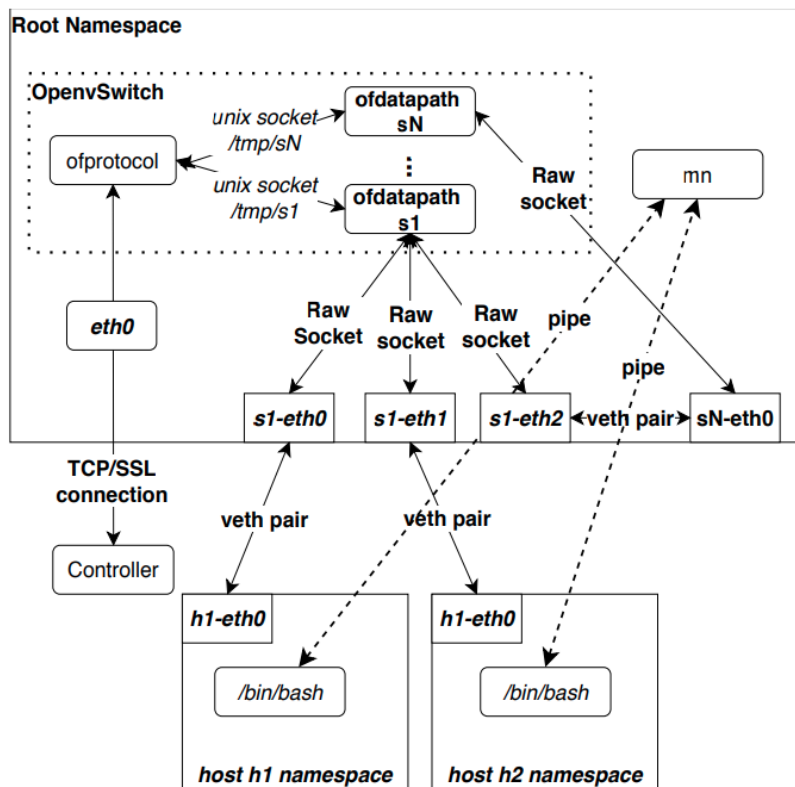 Root Namespace
OpenvSwitch
ofprotocol
unix socket
/tmp/sN
unix socket
/tmp/s1
ofdatapath
sN
⋮
ofdatapath
s1
Raw
socket
mn
eth0
Raw
Socket
Raw
socket
Raw
socket
pipe
pipe
s1-eth0
s1-eth1
s1-eth2
veth pair
sN-eth0
TCP/SSL
connection
Controller
veth pair
veth pair
h1-eth0
/bin/bash
host h1 namespace
h1-eth0
/bin/bash
host h2 namespace